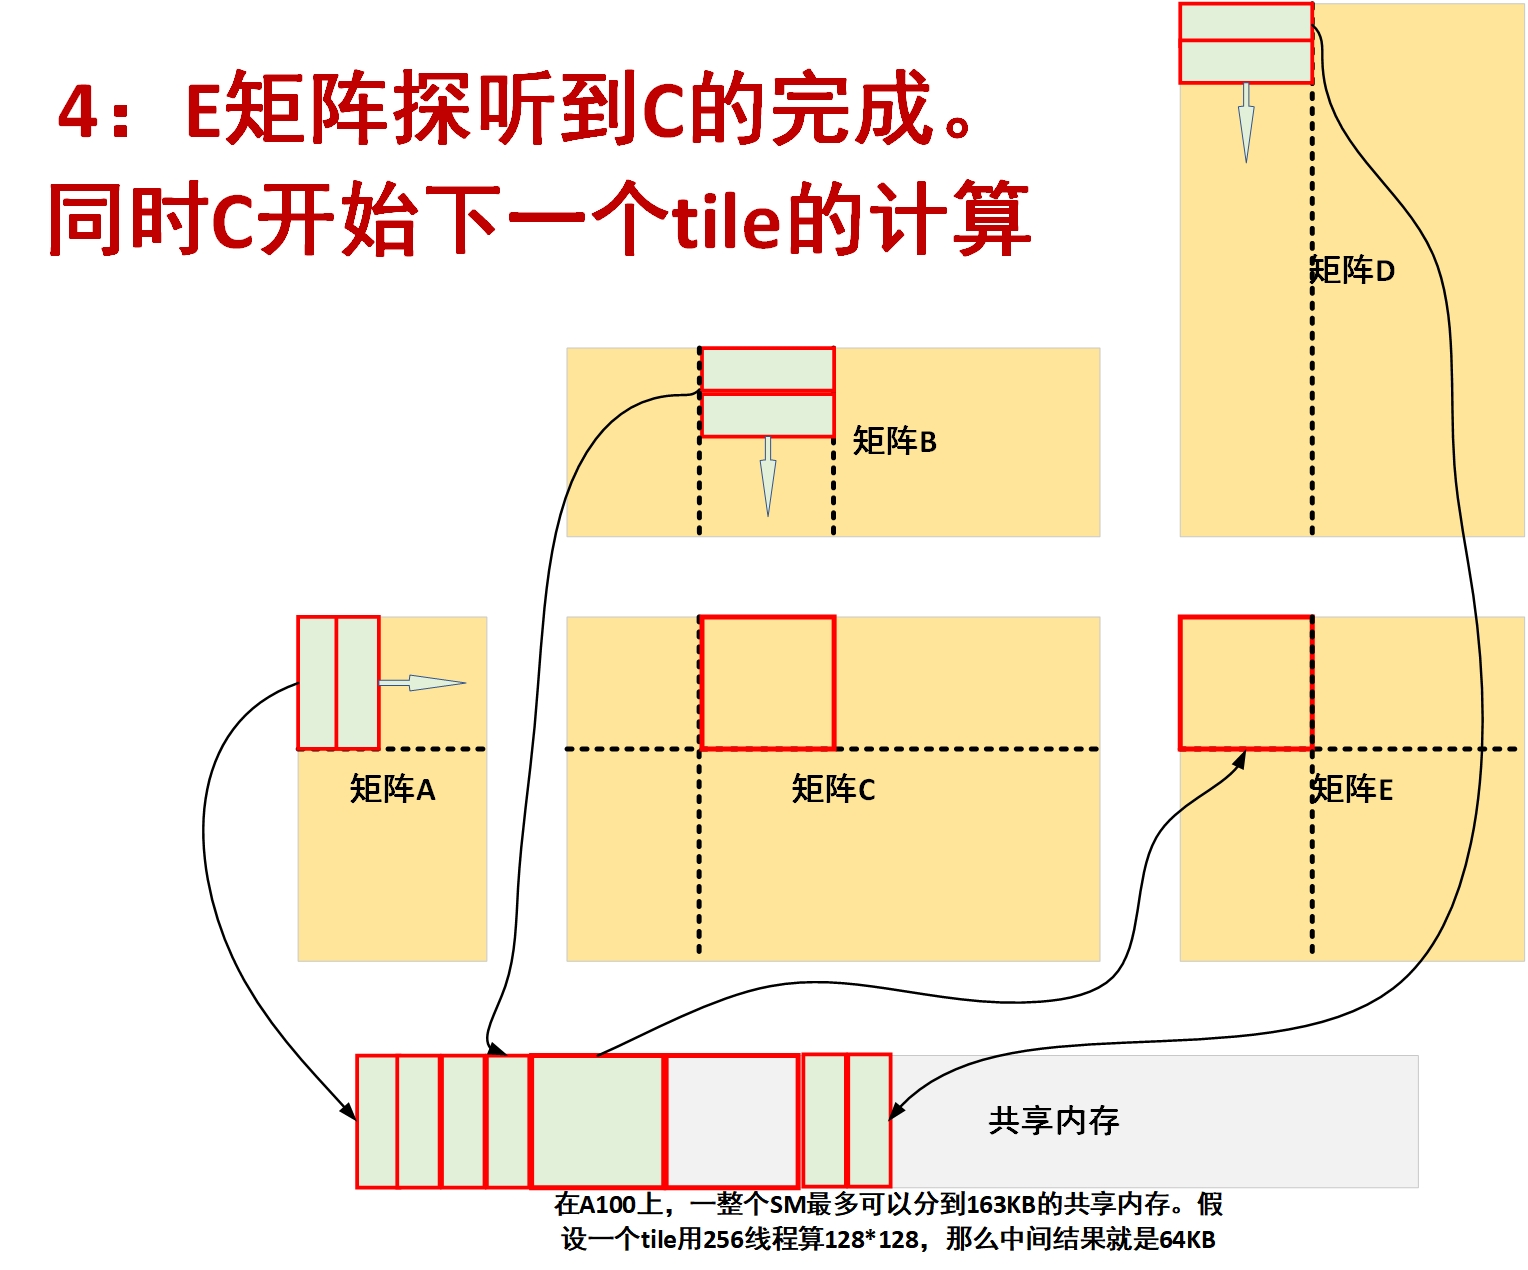 4：E矩阵探听到C的完成。
同时C开始下一个tile的计算
矩阵D
矩阵B
矩阵A
矩阵C
矩阵E
共享内存
在A100上，一整个SM最多可以分到163KB的共享内存。假
设一个tile用256线程算128*128，那么中间结果就是64KB